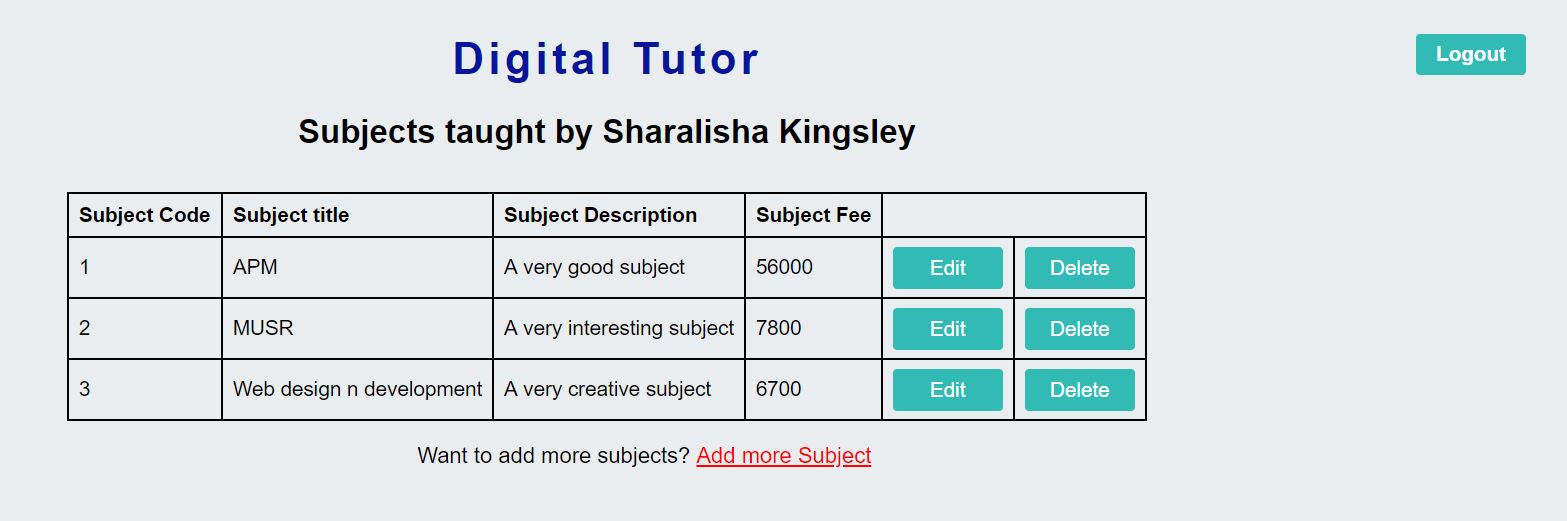 Digital Tutor
Logout
Subjects taught by Sharalisha Kingsley
Subject Code Subject title Subject Description Subject Fee
1 APM A very good subject 56000 Edit Delete
2 MUSR A very interesting subject 7800 Edit Delete
3 Web design n development A very creative subject 6700 Edit Delete
Want to add more subjects? Add more Subject